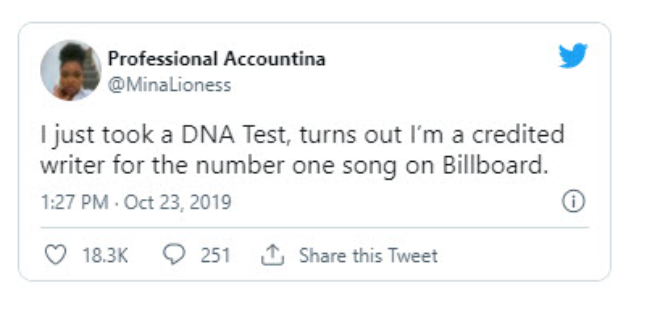 Professional Accountina
@MinaLioness
I just took a DNA Test, turns out I'm a credited
writer for the number one song on Billboard.
1:27 PM · Oct 23, 2019
18.3K 251 Share this Tweet